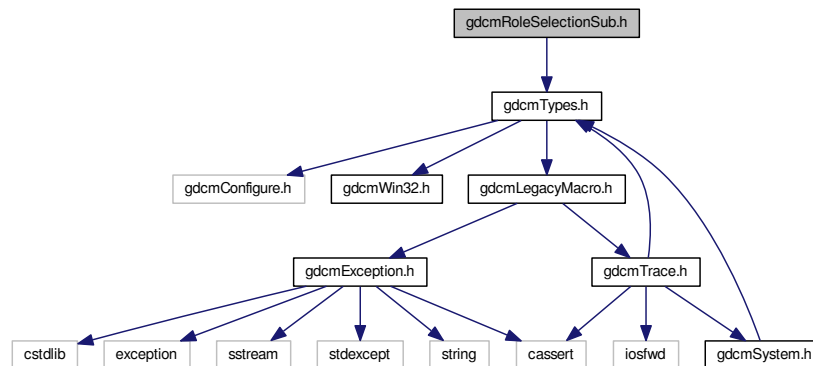 gdcmRoleSelectionSub.h
gdcmTypes.h
gdcmConfigure.h
gdcmWin32.h
gdcmLegacyMacro.h
gdcmException.h
gdcmTrace.h
cstdlib
exception
sstream
stdexcept
string
cassert
iosfwd
gdcmSystem.h